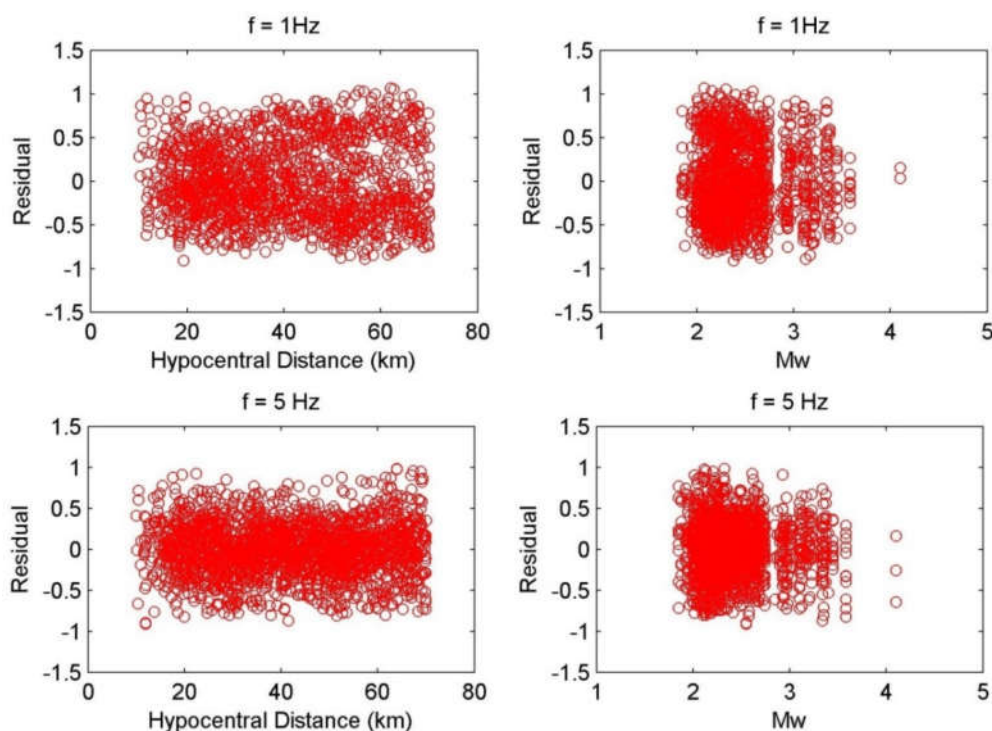 f = 1Hz
1.5
1
0.5
0
-0.5
-1
-1.5
0 20 40 60 80
Residual
Hypocentral Distance (km)
f = 1Hz
1.5
1
0.5
0
-0.5
-1
-1.5
1 2 3 4 5
Residual
Mw
f = 5 Hz
1.5
1
0.5
0
-0.5
-1
-1.5
0 20 40 60 80
Residual
Hypocentral Distance (km)
f = 5 Hz
1.5
1
0.5
0
-0.5
-1
-1.5
1 2 3 4 5
Residual
Mw